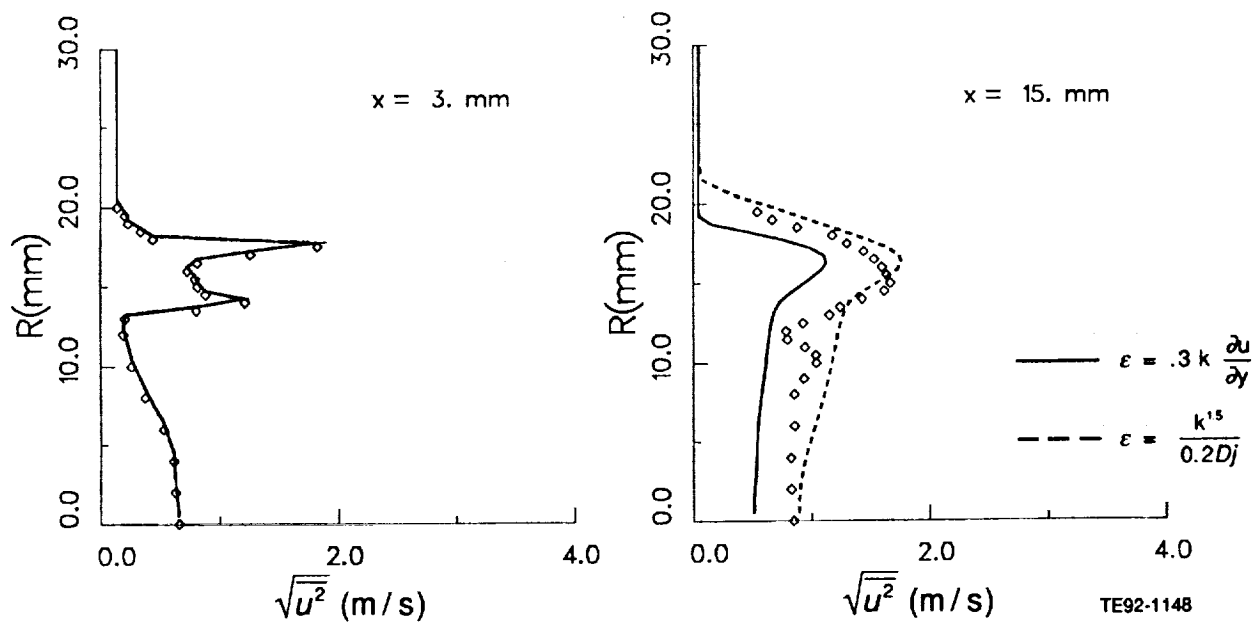 30.0
20.0
R(mm)
10.0
0.0
x = 3. mm
0.0 2.0 4.0
√u² (m/s)
30.0
20.0
R(mm)
10.0
0.0
x = 15. mm
0.0 2.0 4.0
√u² (m/s)
ε = .3 k ∂u/∂y
ε = k¹⁵/0.2Dj
TE92-1148